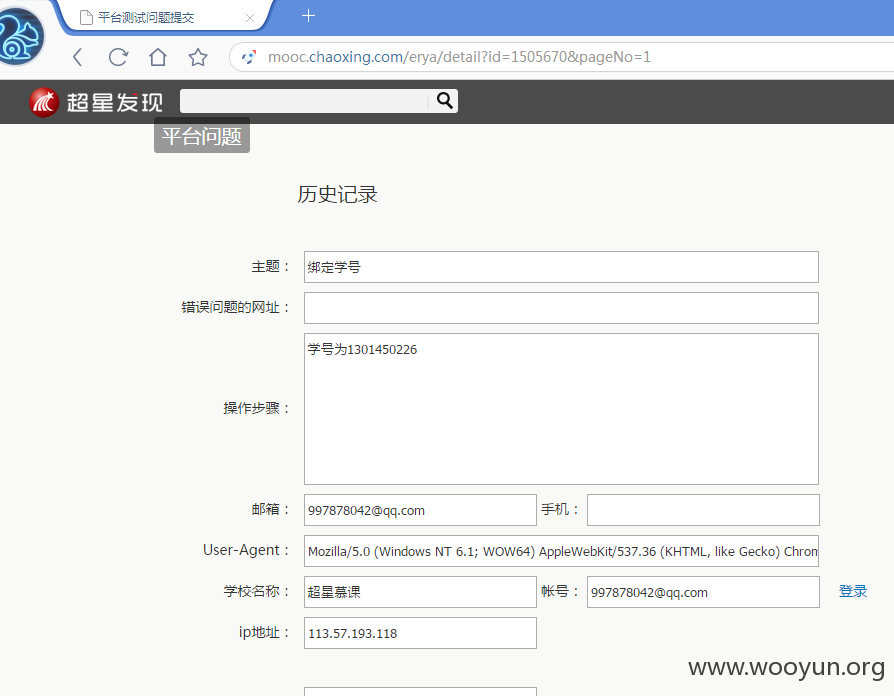 平台测试问题提交
mooc.chaoxing.com/erya/detail?id=1505670&pageNo=1
超星发现
平台问题
历史记录
主题： 绑定学号
错误问题的网址：
学号为1301450226
操作步骤：
邮箱： 997878042@qq.com 手机：
User-Agent： Mozilla/5.0 (Windows NT 6.1; WOW64) AppleWebKit/537.36 (KHTML, like Gecko) Chrom
学校名称： 超星慕课 帐号： 997878042@qq.com 登录
ip地址： 113.57.193.118
www.wooyun.org